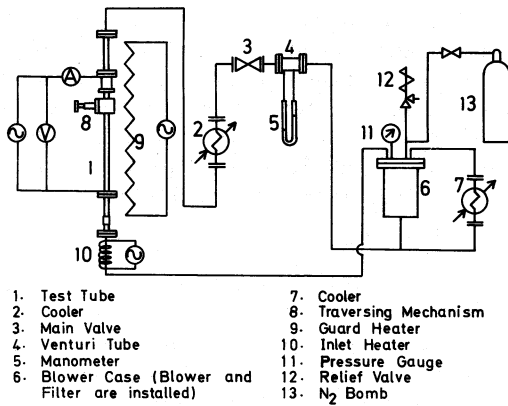 3
4
A
12
2
5
13
8
V
9
11
1
6
7
10
1. Test Tube
2. Cooler
3. Main Valve
4. Venturi Tube
5. Manometer
6. Blower Case (Blower and
Filter are installed)
7. Cooler
8. Traversing Mechanism
9. Guard Heater
10. Inlet Heater
11. Pressure Gauge
12. Relief Valve
13. N2 Bomb